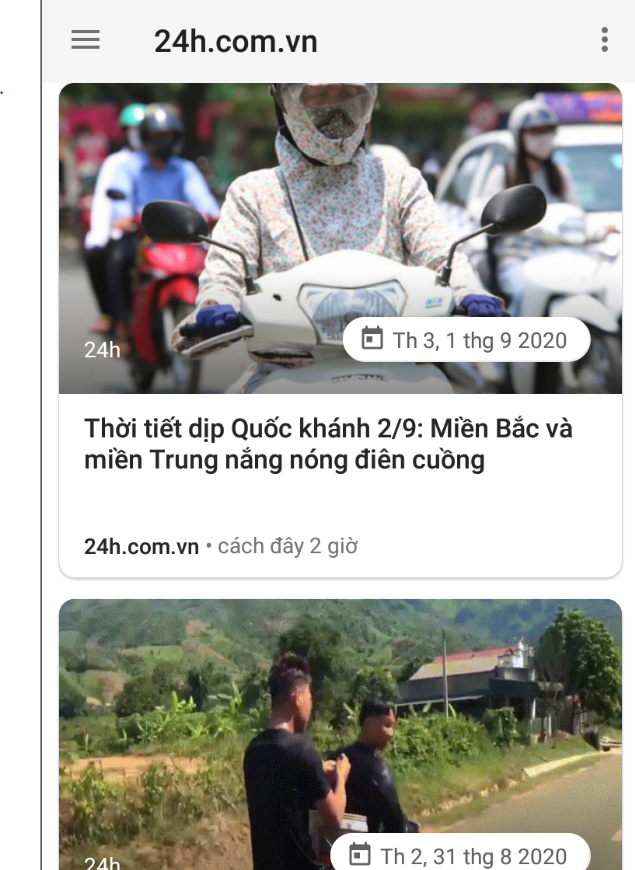 24h.com.vn
24h
Th 3, 1 thg 9 2020
Thời tiết dịp Quốc khánh 2/9: Miền Bắc và
miền Trung nắng nóng điên cuồng
24h.com.vn • cách đây 2 giờ
24h
Th 2, 31 thg 8 2020